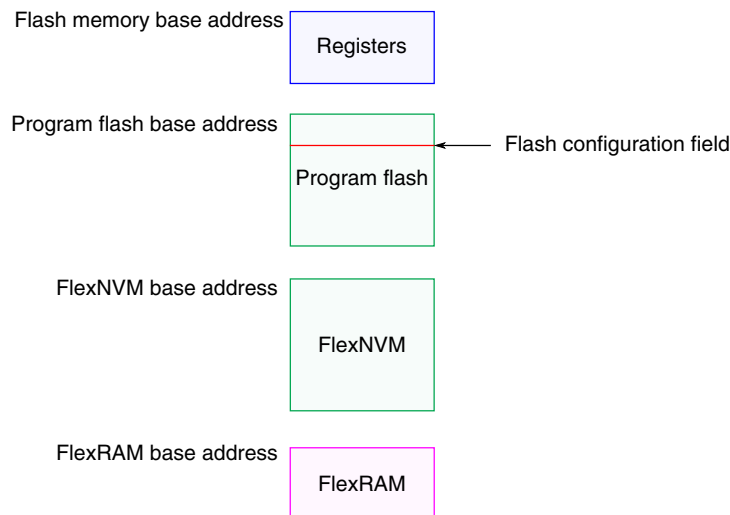 Flash memory base address
Registers
Program flash base address
Flash configuration field
Program flash
FlexNVM base address
FlexNVM
FlexRAM base address
FlexRAM